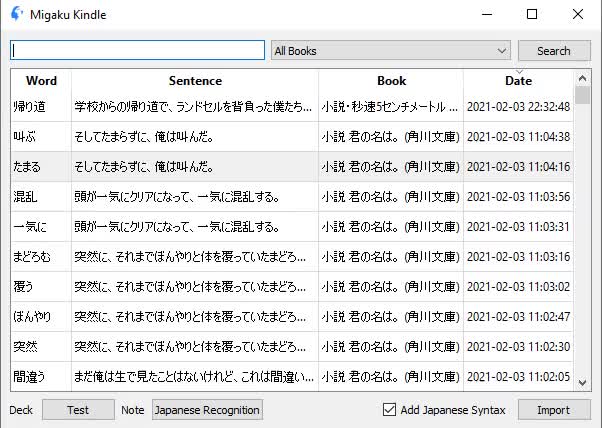 Migaku Kindle
All Books Search
Word Sentence Book Date
帰り道 学校からの帰り道で、ランドセルを背負った僕たち... 小説・秒速5センチメートル ... 2021-02-03 22:32:48
叫ぶ そしてたまらずに、俺は叫んだ。 小説 君の名は。 (角川文庫) 2021-02-03 11:04:38
たまる そしてたまらずに、俺は叫んだ。 小説 君の名は。 (角川文庫) 2021-02-03 11:04:16
混乱 頭が一気にクリアになって、一気に混乱する。 小説 君の名は。 (角川文庫) 2021-02-03 11:03:56
一気に 頭が一気にクリアになって、一気に混乱する。 小説 君の名は。 (角川文庫) 2021-02-03 11:03:31
まどろむ 突然に、それまでぼんやりと体を覆っていたまどろ... 小説 君の名は。 (角川文庫) 2021-02-03 11:03:16
覆う 突然に、それまでぼんやりと体を覆っていたまどろ... 小説 君の名は。 (角川文庫) 2021-02-03 11:03:02
ぼんやり 突然に、それまでぼんやりと体を覆っていたまどろ... 小説 君の名は。 (角川文庫) 2021-02-03 11:02:47
突然 突然に、それまでぼんやりと体を覆っていたまどろ... 小説 君の名は。 (角川文庫) 2021-02-03 11:02:30
間違う まだ俺は生で見たことはないけれど、これは間違い... 小説 君の名は。 (角川文庫) 2021-02-03 11:02:05
Deck Test Note Japanese Recognition Add Japanese Syntax Import